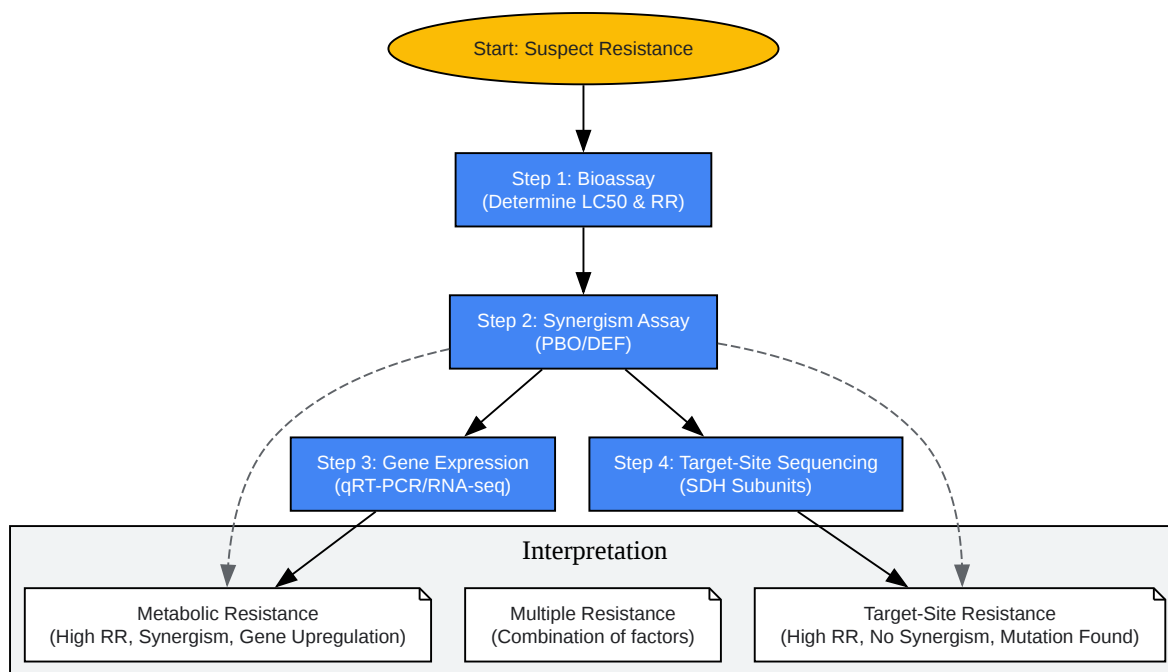 Start: Suspect Resistance
Step 1: Bioassay
(Determine LC50 & RR)
Step 2: Synergism Assay
(PBO/DEF)
Step 3: Gene Expression
(qRT-PCR/RNA-seq)
Step 4: Target-Site Sequencing
(SDH Subunits)
Interpretation
Metabolic Resistance
(High RR, Synergism, Gene Upregulation)
Multiple Resistance
(Combination of factors)
Target-Site Resistance
(High RR, No Synergism, Mutation Found)